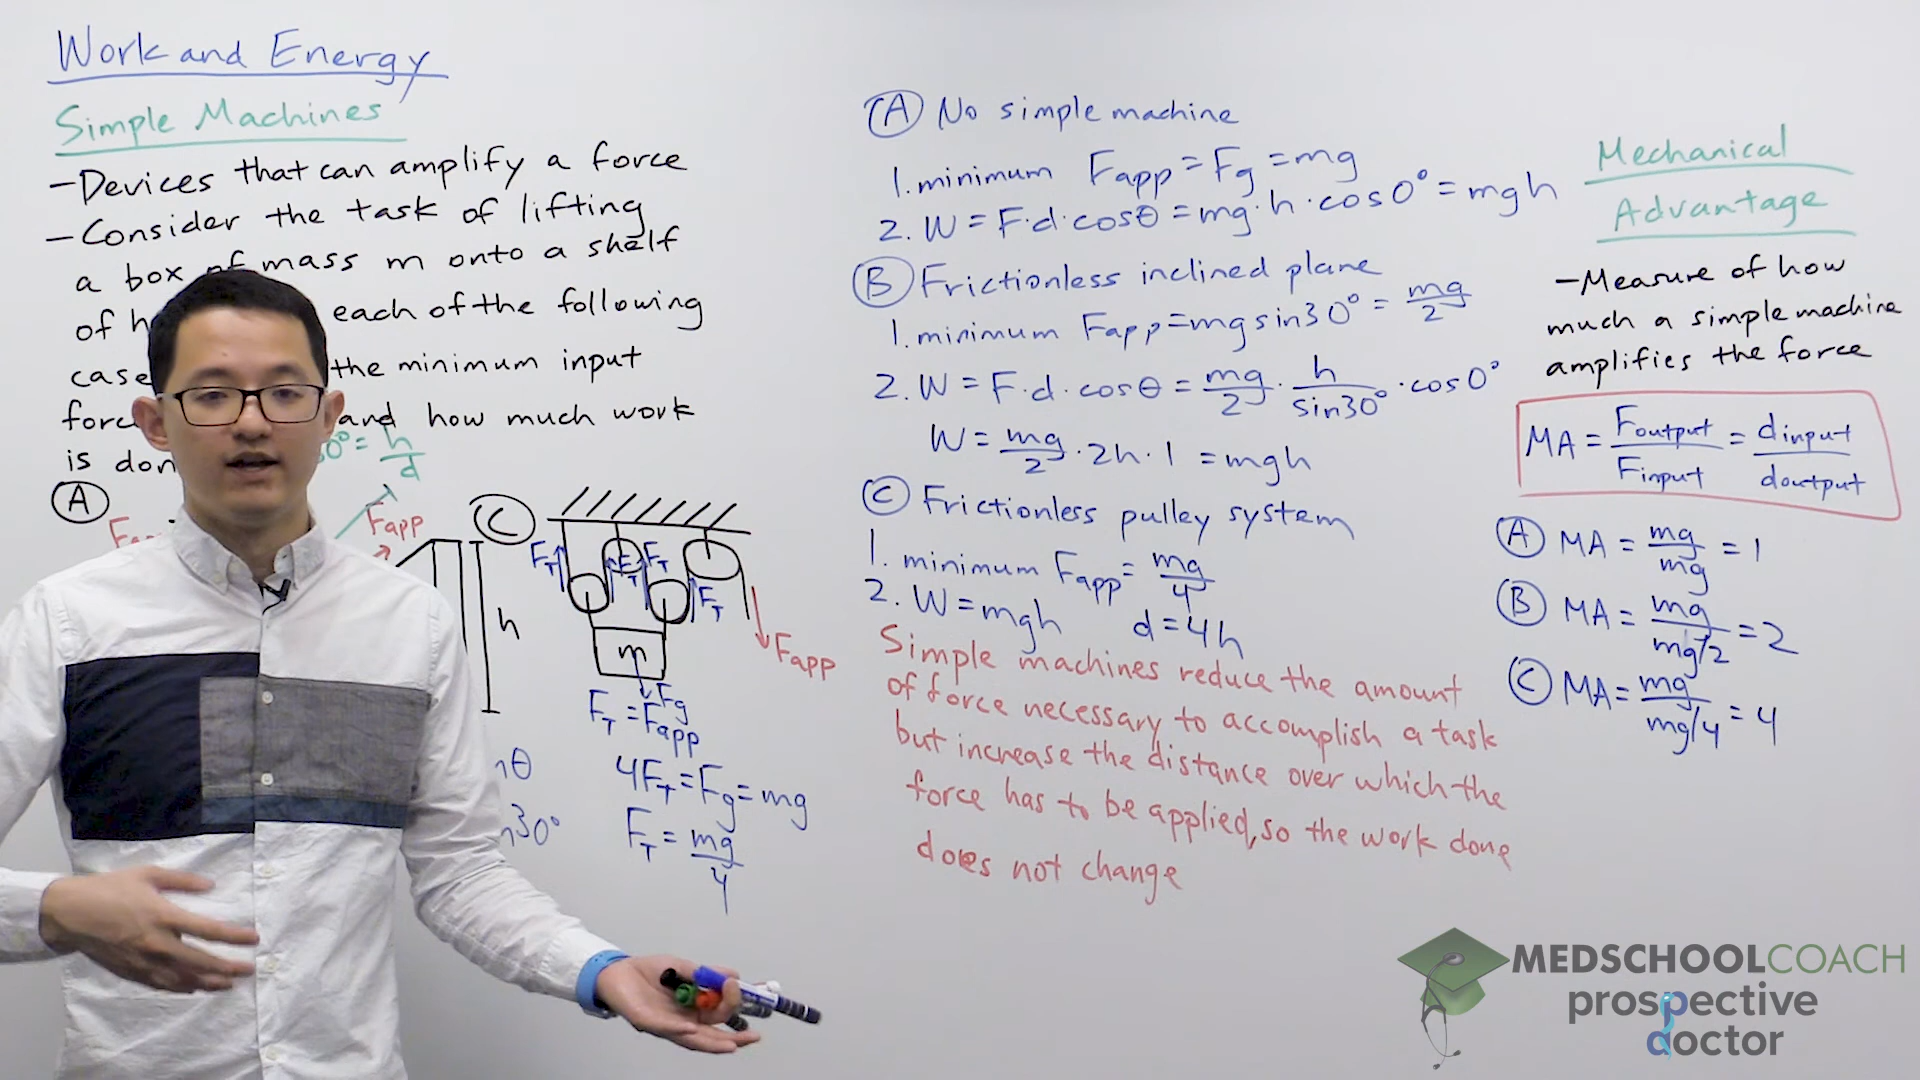 Work and Energy
Simple Machines
- Devices that can amplify a force
- Consider the task of lifting
a box of mass m onto a shelf
of h each of the following
case the minimum input
forc and how much work
is don
30° = h/d
A
Fapp
C
h
FT FT FT FT
m
Fapp
Fg
FT = Fapp
4FT = Fg = mg
FT = mg/4
θ
30°
A No simple machine
1. minimum Fapp = Fg = mg
2. W = F·d·cosθ = mg·h·cos0° = mgh
B Frictionless inclined plane
1. minimum Fapp = mgsin30° = mg/2
2. W = F·d·cosθ = mg/2 · h/sin30° · cos0°
W = mg/2 · 2h · 1 = mgh
C Frictionless pulley system
1. minimum Fapp = mg/4
2. W = mgh d = 4h
Simple machines reduce the amount
of force necessary to accomplish a task
but increase the distance over which the
force has to be applied, so the work done
does not change
Mechanical
Advantage
- Measure of how
much a simple machine
amplifies the force
MA = Foutput/Finput = dinput/doutput
A MA = mg/mg = 1
B MA = mg/mg/2 = 2
C MA = mg/mg/4 = 4
MEDSCHOOLCOACH
prospective
doctor